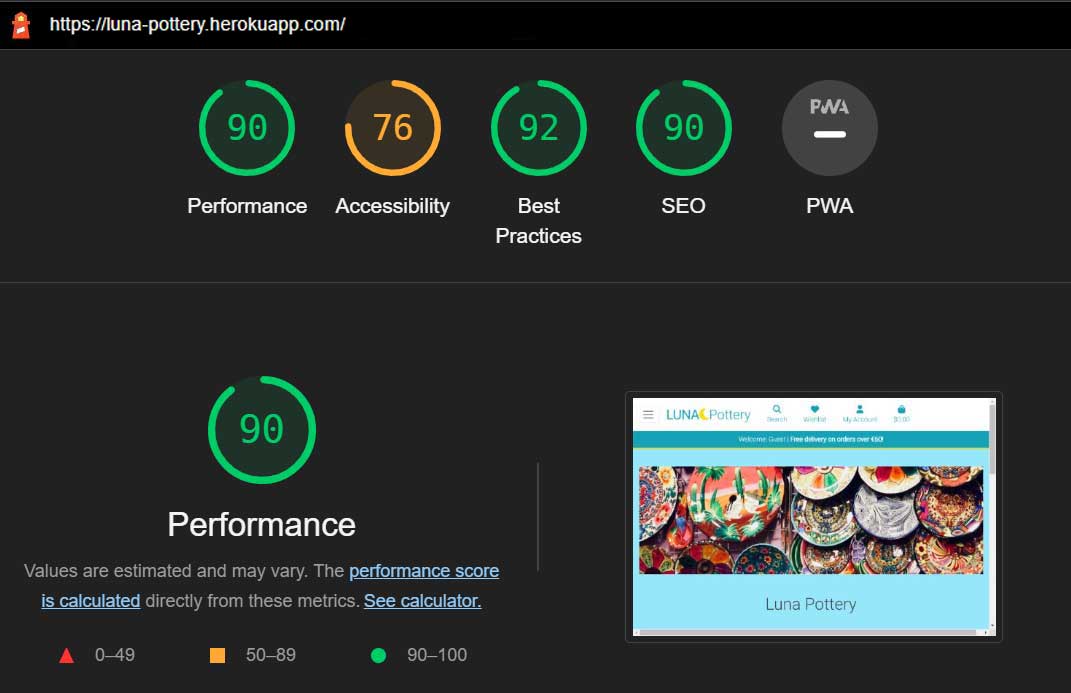 https://luna-pottery.herokuapp.com/
90
76
92
90
PWA
Performance
Accessibility
Best
Practices
SEO
PWA
90
Performance
Values are estimated and may vary. The performance score
is calculated directly from these metrics. See calculator.
0–49
50–89
90–100
LUNA Pottery
Search
Wishlist
My Account
Welcome: Guest! | Free delivery on orders over €60!
Luna Pottery